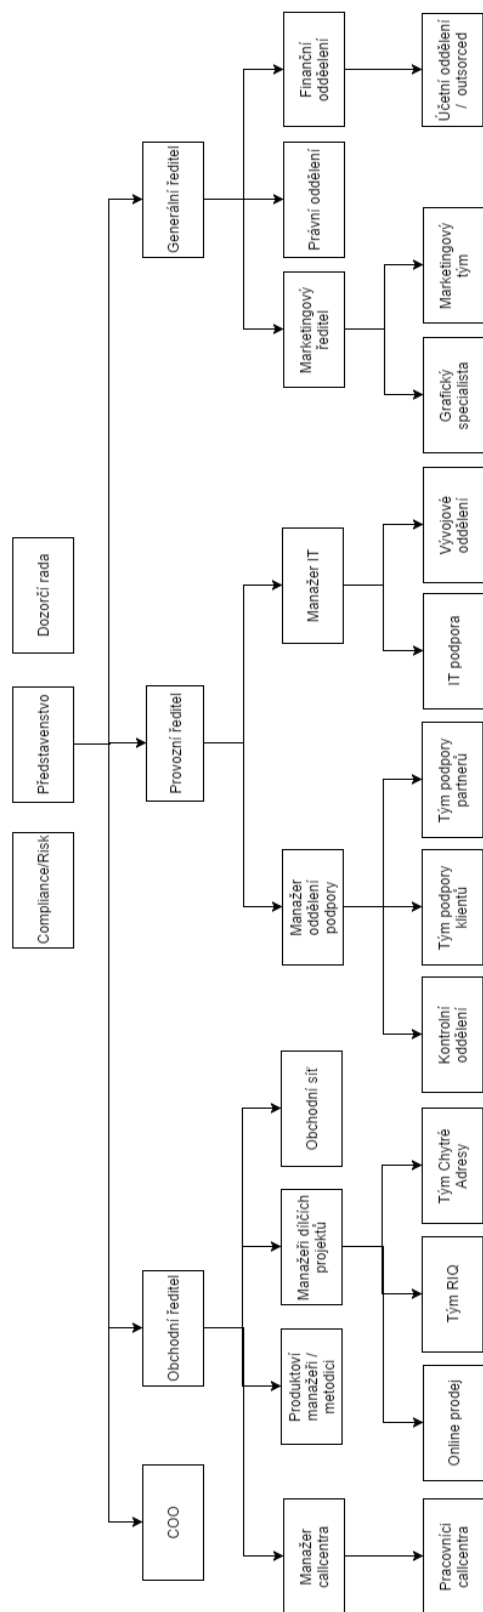 Compliance/Risk
Představenstvo
Dozorčí rada
COO
Obchodní ředitel
Provozní ředitel
Generální ředitel
Manažer
callcentra
Produktoví
manažeři /
metodici
Manažeři dílčích
projektů
Obchodní síť
Manažer
oddělení
podpory
Manažer IT
Marketingový
ředitel
Právní oddělení
Finanční
odděelení
Pracovníci
callcentra
Online prodej
Tým RIQ
Tým Chytré
Adresy
Kontrolní
oddělení
Tým podpory
klientů
Tým podpory
partnerů
IT podpora
Vývojové
oddělení
Grafický
specialista
Marketingový
tým
Účetní oddělení
/ outsorced